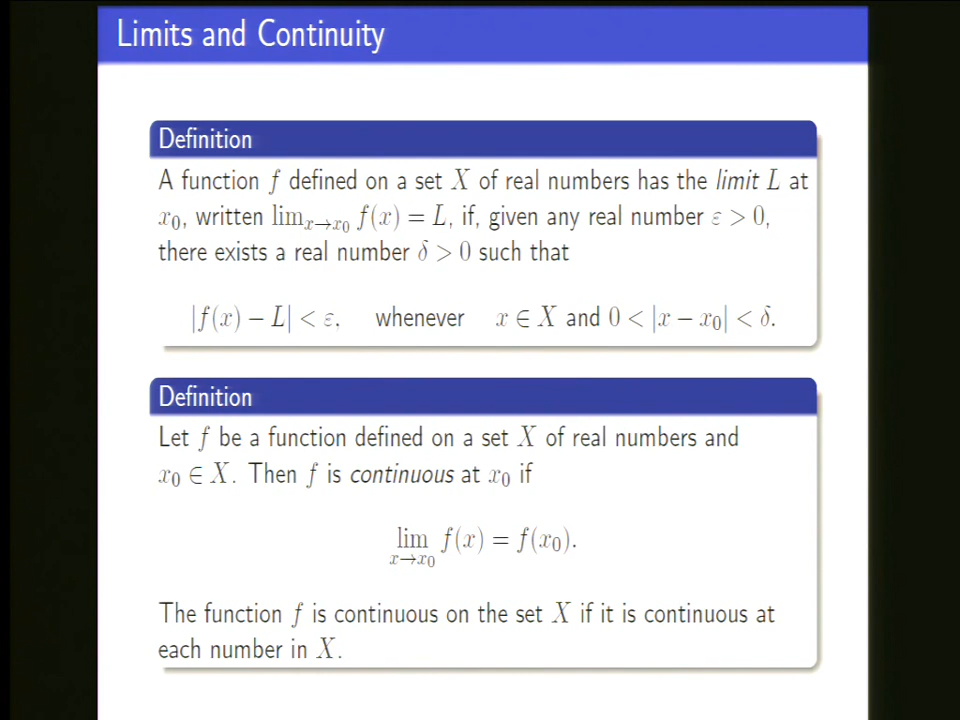 Limits and Continuity
Definition
A function f defined on a set X of real numbers has the limit L at
x₀, written lim_{x→x₀} f(x) = L, if, given any real number ε > 0,
there exists a real number δ > 0 such that
|f(x) − L| < ε, whenever x ∈ X and 0 < |x − x₀| < δ.
Definition
Let f be a function defined on a set X of real numbers and
x₀ ∈ X. Then f is continuous at x₀ if
lim_{x→x₀} f(x) = f(x₀).
The function f is continuous on the set X if it is continuous at
each number in X.